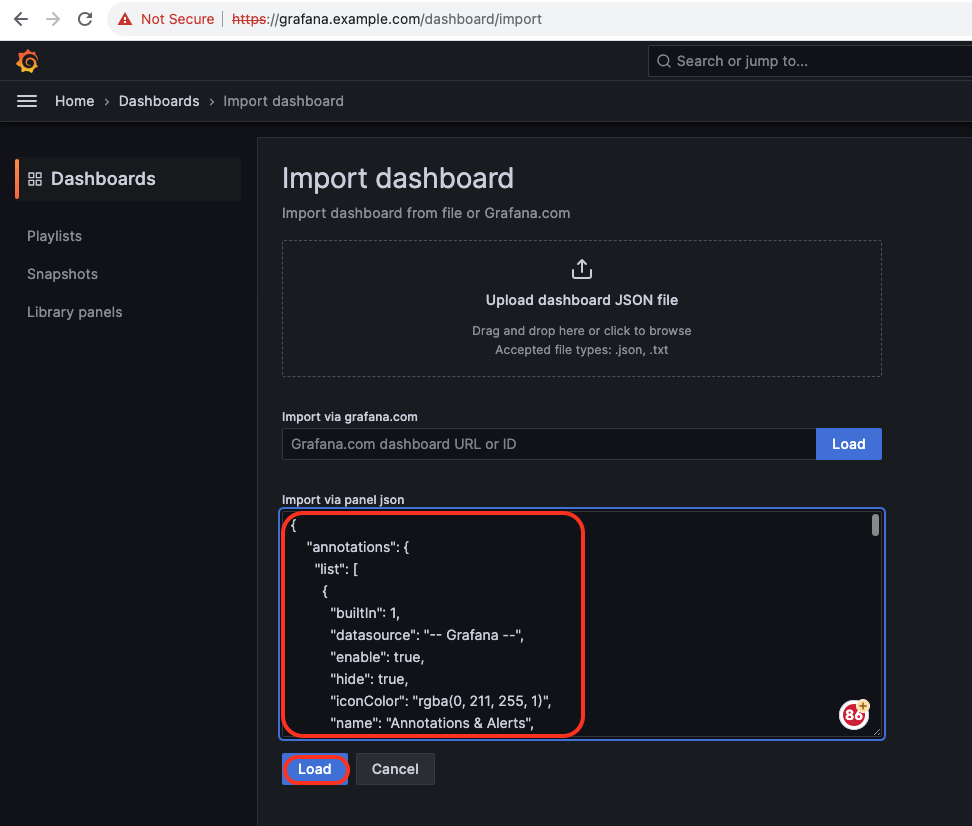 Not Secure | https://grafana.example.com/dashboard/import
Search or jump to...
Home › Dashboards › Import dashboard
Dashboards
Playlists
Snapshots
Library panels
Import dashboard
Import dashboard from file or Grafana.com
Upload dashboard JSON file
Drag and drop here or click to browse
Accepted file types: .json, .txt
Import via grafana.com
Grafana.com dashboard URL or ID
Load
Import via panel json
{
"annotations": {
"list": [
{
"builtIn": 1,
"datasource": "-- Grafana --",
"enable": true,
"hide": true,
"iconColor": "rgba(0, 211, 255, 1)",
"name": "Annotations & Alerts",
86
Load
Cancel